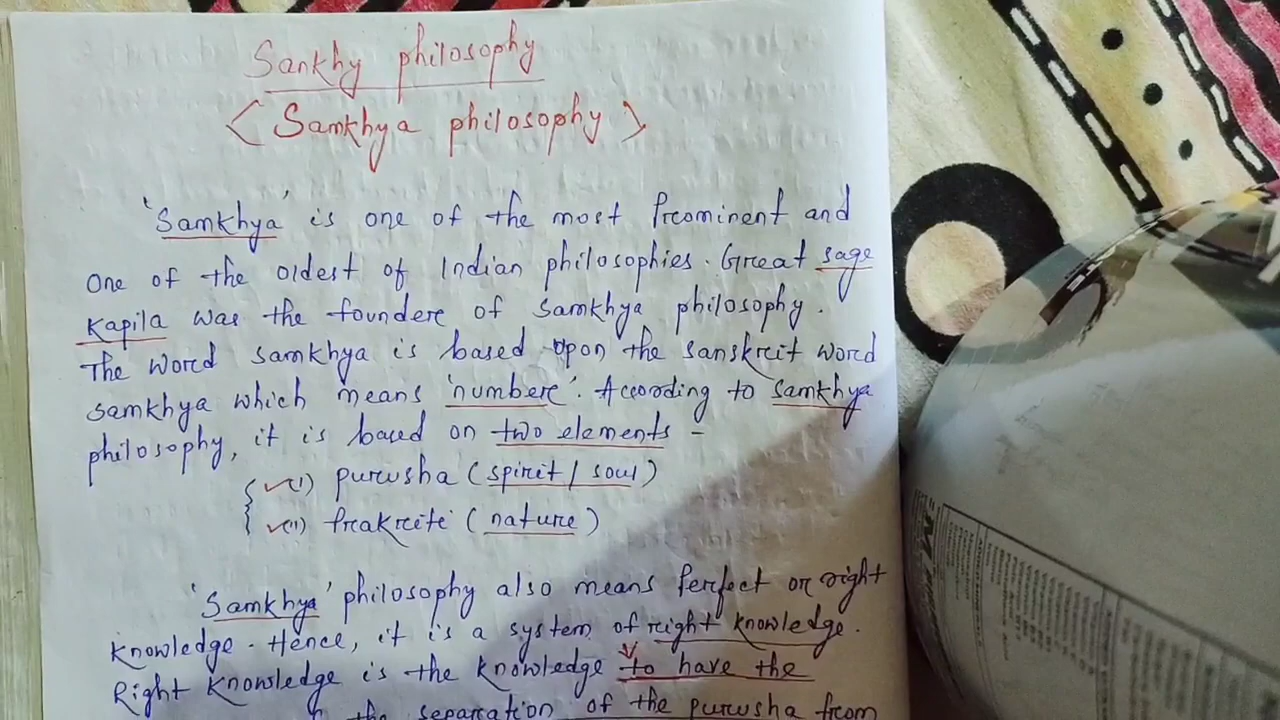 Sankhy philosophy
< Samkhya philosophy >
'Samkhya' is one of the most Prominent and
one of the oldest of Indian philosophies. Great sage
Kapila was the founder of Samkhya philosophy.
The word samkhya is based upon the sanskrit word
samkhya which means 'number'. According to Samkhya
philosophy, it is based on two elements -
(i) purusha (spirit / soul)
(ii) Prakriti (nature)
'Samkhya' philosophy also means Perfect or right
knowledge. Hence, it is a system of right knowledge.
Right knowledge is the knowledge to have the
the separation of the purusha from